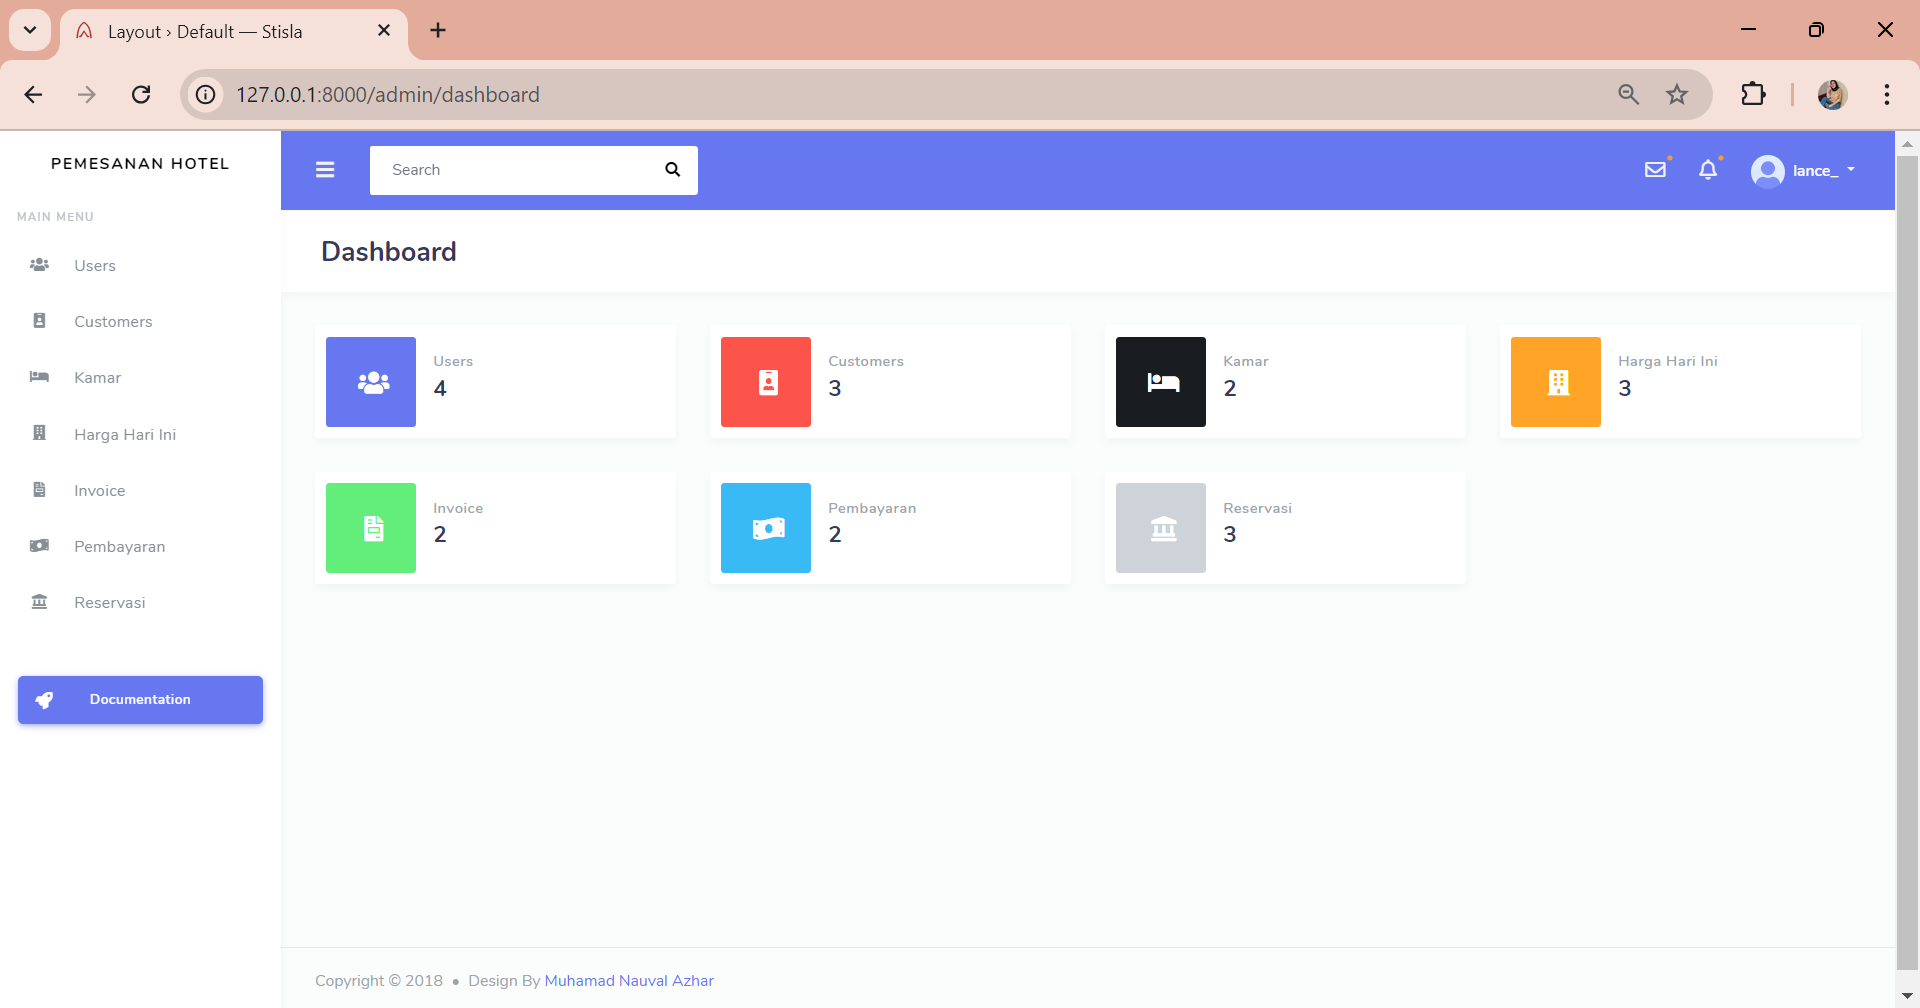 Layout › Default — Stisla
127.0.0.1:8000/admin/dashboard
PEMESANAN HOTEL
Search
lance_
MAIN MENU
Users
Customers
Kamar
Harga Hari Ini
Invoice
Pembayaran
Reservasi
Documentation
Dashboard
Users
4
Customers
3
Kamar
2
Harga Hari Ini
3
Invoice
2
Pembayaran
2
Reservasi
3
Copyright © 2018 • Design By Muhamad Nauval Azhar